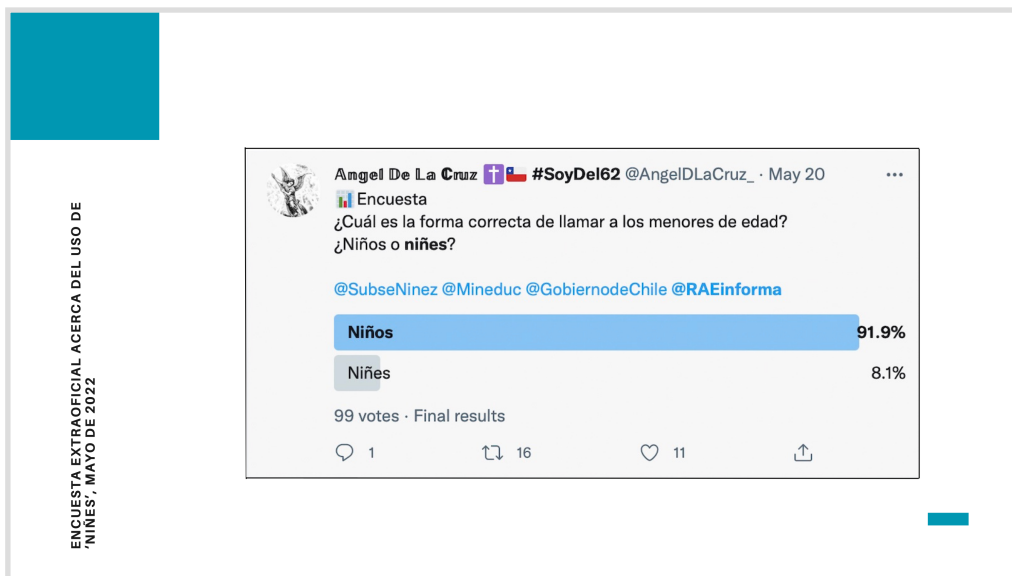 ENCUESTA EXTRAOFICIAL ACERCA DEL USO DE
‘NIÑES’, MAYO DE 2022
Angel De La Cruz ✝️🇨🇱 #SoyDel62 @AngelDLaCruz_ · May 20
📊Encuesta
¿Cuál es la forma correcta de llamar a los menores de edad?
¿Niños o niñes?
@SubseNinez @Mineduc @GobiernodeChile @RAEinforma
Niños 91.9%
Niñes 8.1%
99 votes · Final results
1 16 11